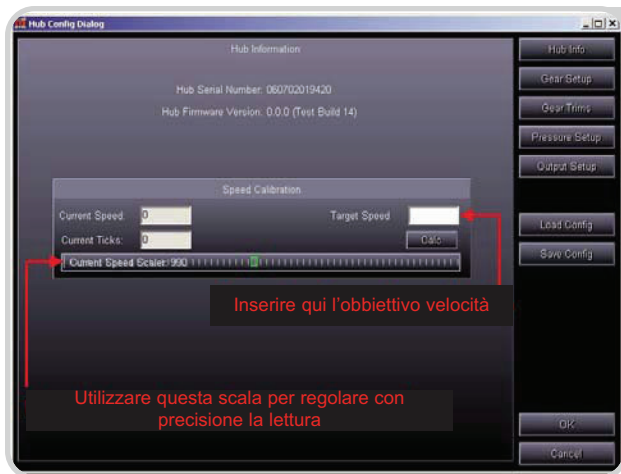 Hub Config Dialog
Hub Information
Hub Serial Number: 060702019420
Hub Firmware Version: 0.0.0 (Test Build 14)
Speed Calibration
Current Speed: 0
Target Speed
Current Ticks: 0
Calc
Current Speed Scaler: 990
Inserire qui l'obbiettivo velocità
Utilizzare questa scala per regolare con
precisione la lettura
Hub Info
Gear Setup
Gear Trims
Pressure Setup
Output Setup
Load Config
Save Config
OK
Cancel